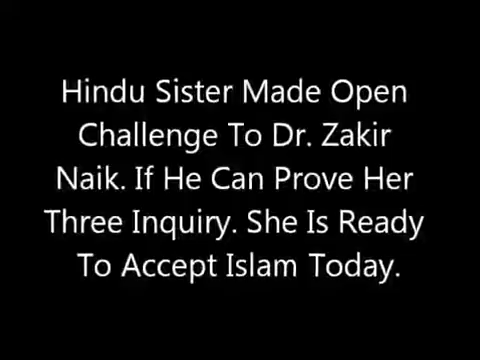 Hindu Sister Made Open
Challenge To Dr. Zakir
Naik. If He Can Prove Her
Three Inquiry. She Is Ready
To Accept Islam Today.